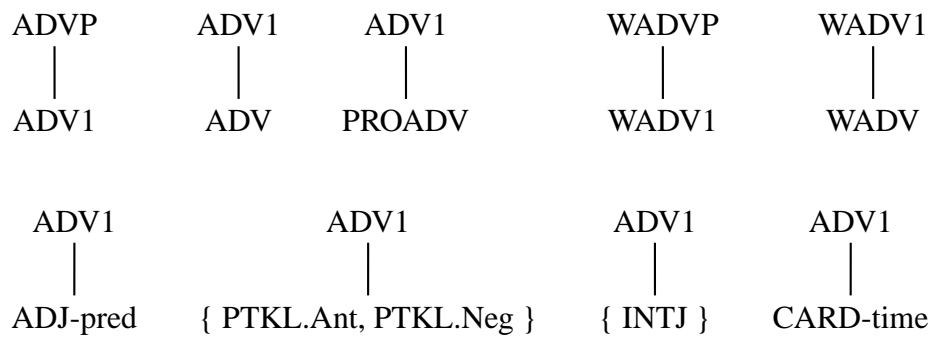 ADVP ADV1 ADV1 WADVP WADV1
ADV1 ADV PROADV WADV1 WADV
ADV1 ADV1 ADV1 ADV1
ADJ-pred { PTKL.Ant, PTKL.Neg } { INTJ } CARD-time